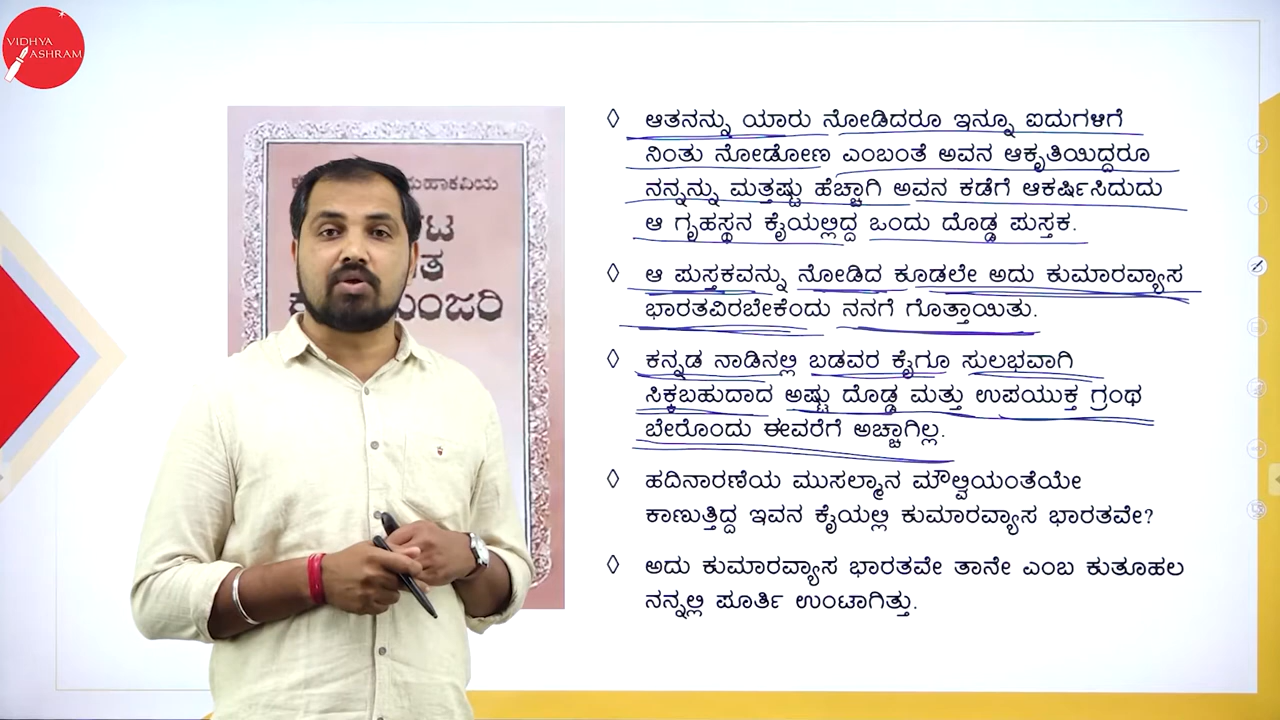 VIDHYA
ASHRAM
ಮಹಾಕವಿಯ
ಆತನನ್ನು ಯಾರು ನೋಡಿದರೂ ಇನ್ನೂ ಐದುಗಳಿಗೆ
ನಿಂತು ನೋಡೋಣ ಎಂಬಂತೆ ಅವನ ಆಕೃತಿಯಿದ್ದರೂ
ನನ್ನನ್ನು ಮತ್ತಷ್ಟು ಹೆಚ್ಚಾಗಿ ಅವನ ಕಡೆಗೆ ಆಕರ್ಷಿಸಿದುದು
ಆ ಗೃಹಸ್ಥನ ಕೈಯಲ್ಲಿದ್ದ ಒಂದು ದೊಡ್ಡ ಪುಸ್ತಕ.
ಆ ಪುಸ್ತಕವನ್ನು ನೋಡಿದ ಕೂಡಲೇ ಅದು ಕುಮಾರವ್ಯಾಸ
ಭಾರತವಿರಬೇಕೆಂದು ನನಗೆ ಗೊತ್ತಾಯಿತು.
ಕನ್ನಡ ನಾಡಿನಲ್ಲಿ ಬಡವರ ಕೈಗೂ ಸುಲಭವಾಗಿ
ಸಿಕ್ಕಬಹುದಾದ ಅಷ್ಟು ದೊಡ್ಡ ಮತ್ತು ಉಪಯುಕ್ತ ಗ್ರಂಥ
ಬೇರೊಂದು ಈವರೆಗೆ ಅಚ್ಚಾಗಿಲ್ಲ.
ಹದಿನಾರಣೆಯ ಮುಸಲ್ಮಾನ ಮೌಲ್ವಿಯಂತೆಯೇ
ಕಾಣುತ್ತಿದ್ದ ಇವನ ಕೈಯಲ್ಲಿ ಕುಮಾರವ್ಯಾಸ ಭಾರತವೇ?
ಅದು ಕುಮಾರವ್ಯಾಸ ಭಾರತವೇ ತಾನೇ ಎಂಬ ಕುತೂಹಲ
ನನ್ನಲ್ಲಿ ಪೂರ್ತಿ ಉಂಟಾಗಿತ್ತು.